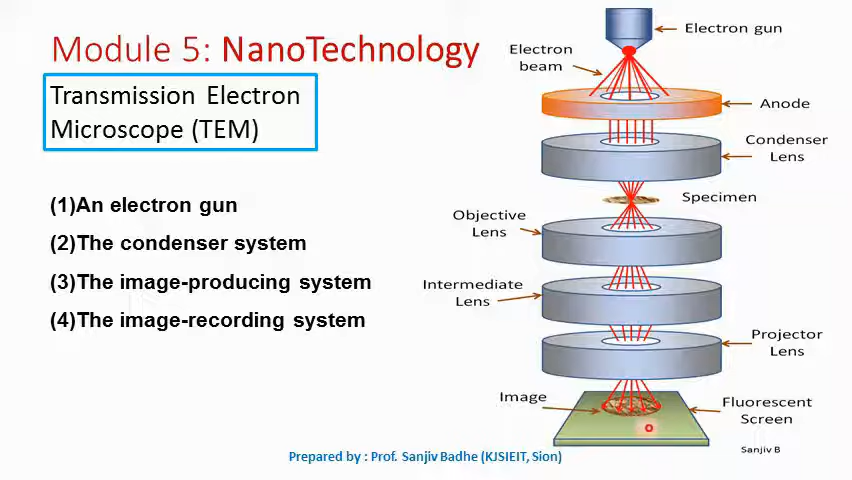 Module 5: NanoTechnology
Transmission Electron
Microscope (TEM)
(1)An electron gun
(2)The condenser system
(3)The image-producing system
(4)The image-recording system
Electron gun
Electron
beam
Anode
Condenser
Lens
Specimen
Objective
Lens
Intermediate
Lens
Projector
Lens
Image
Fluorescent
Screen
Sanjiv B
Prepared by : Prof. Sanjiv Badhe (KJSIEIT, Sion)